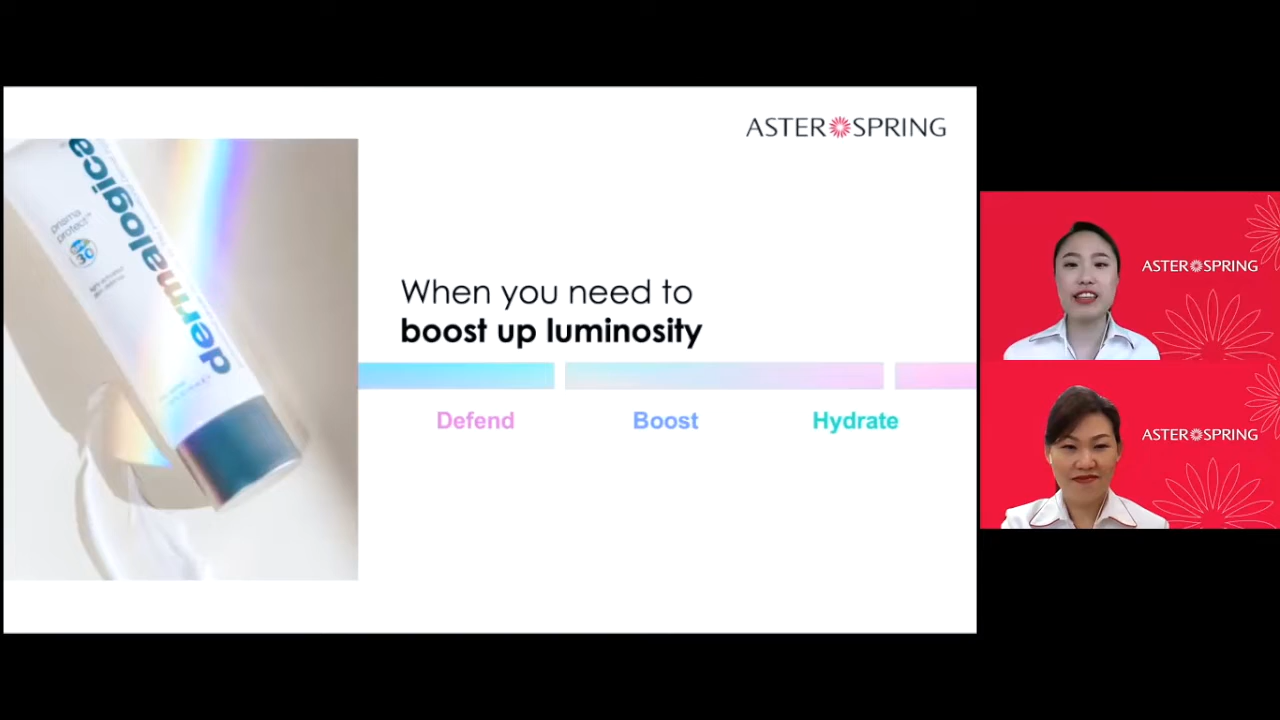 ASTER SPRING
dermalogica
prisma
protect™
30
When you need to
boost up luminosity
Defend
Boost
Hydrate
ASTER SPRING
ASTER SPRING